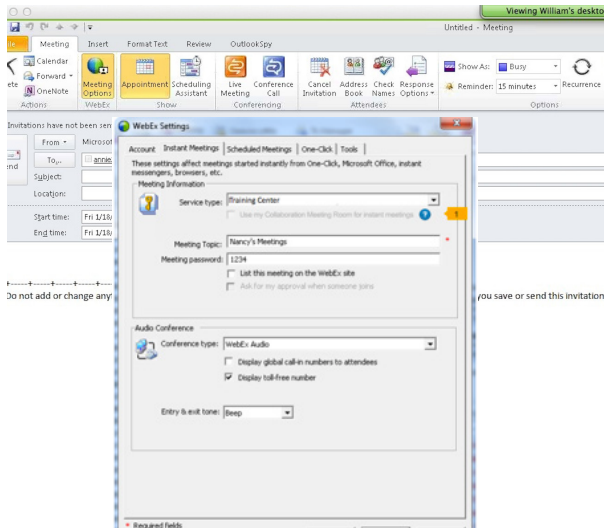 Viewing William's deskto
Untitled - Meeting
Meeting Insert Format Text Review OutlookSpy
Calendar
Forward
OneNote
Actions
Meeting Options
WebEx
Appointment
Scheduling Assistant
Show
Live Meeting
Conference Call
Conferencing
Cancel Invitation
Address Book
Check Names
Response Options
Attendees
Show As: Busy
Reminder: 15 minutes
Recurrence
Options
Invitations have not been sen
From
Microsof
To...
annie.
Subject:
Location:
Start time: Fri 1/18/
End time: Fri 1/18/
Do not add or change any
you save or send this invitation
WebEx Settings
Account Instant Meetings Scheduled Meetings One-Click Tools
These settings affect meetings started instantly from One-Click, Microsoft Office, instant
messengers, browsers, etc.
Meeting Information
Service type: Training Center
Use my Collaboration Meeting Room for instant meetings ? 1
Meeting Topic: Nancy's Meetings *
Meeting password: 1234
List this meeting on the WebEx site
Ask for my approval when someone joins
Audio Conference
Conference type: WebEx Audio
Display global call-in numbers to attendees
Display toll-free number
Entry & exit tone: Beep
* Required fields